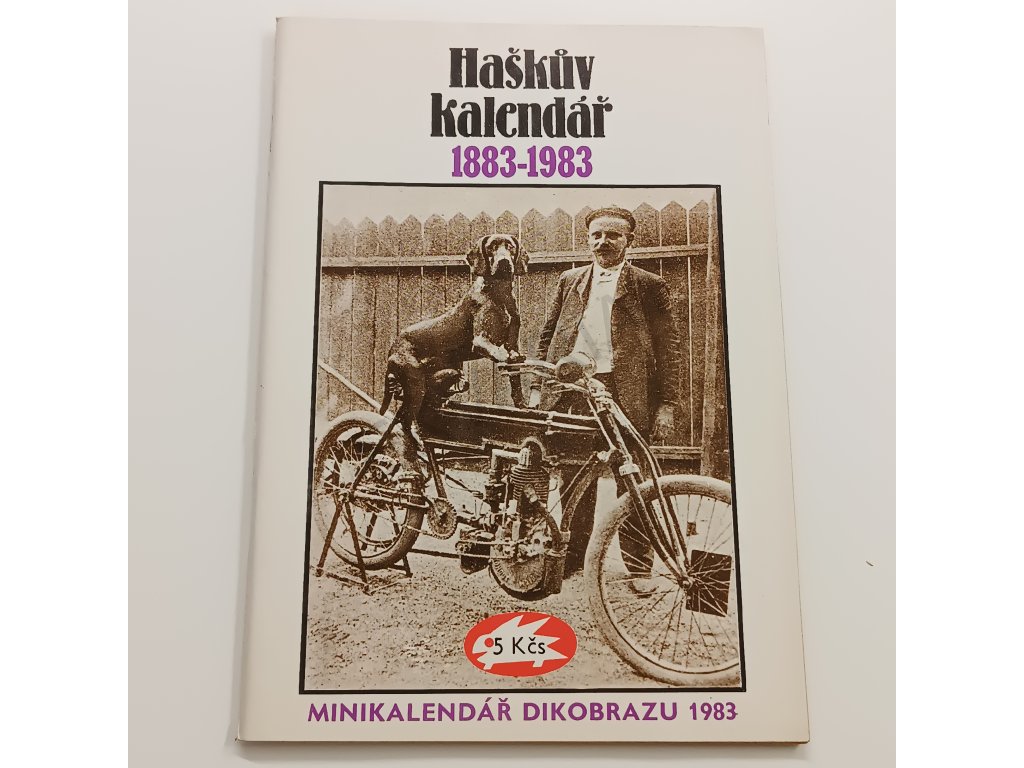 Haškův
kalendář
1883-1983
5 Kčs
MINIKALENDÁŘ DIKOBRAZU 1983